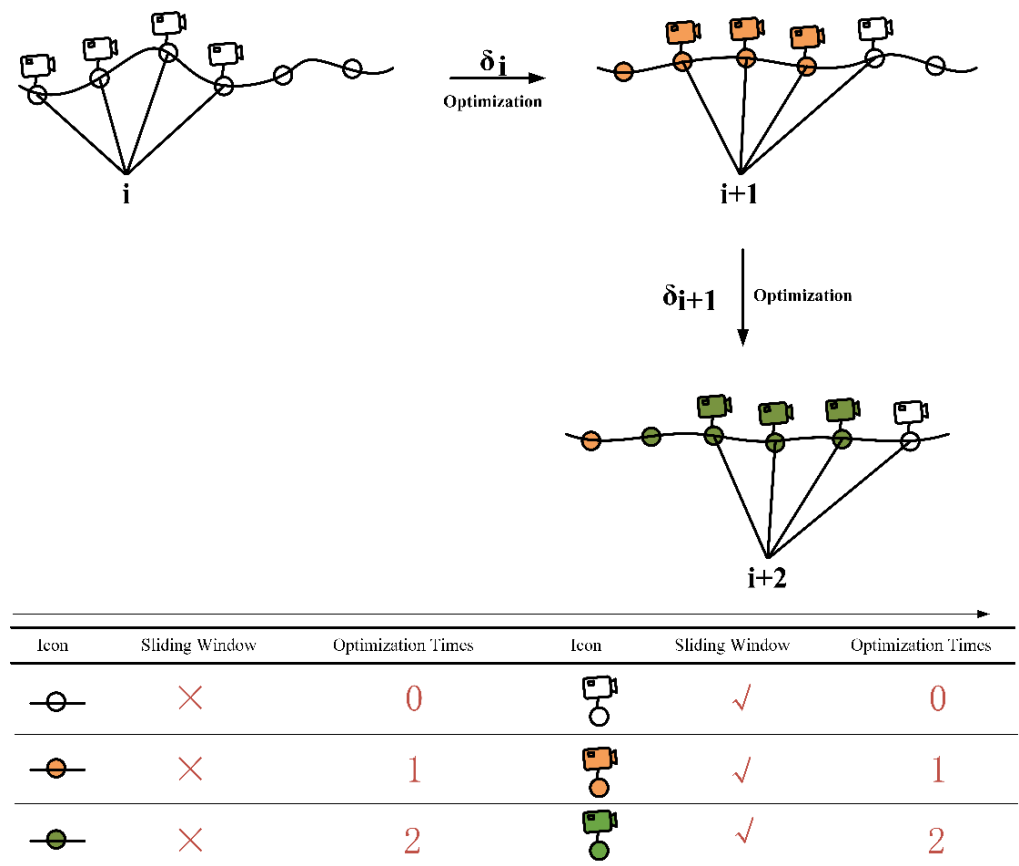 δi
Optimization
i
i+1
δi+1
Optimization
i+2
Icon Sliding Window Optimization Times Icon Sliding Window Optimization Times
× 0 √ 0
× 1 √ 1
× 2 √ 2